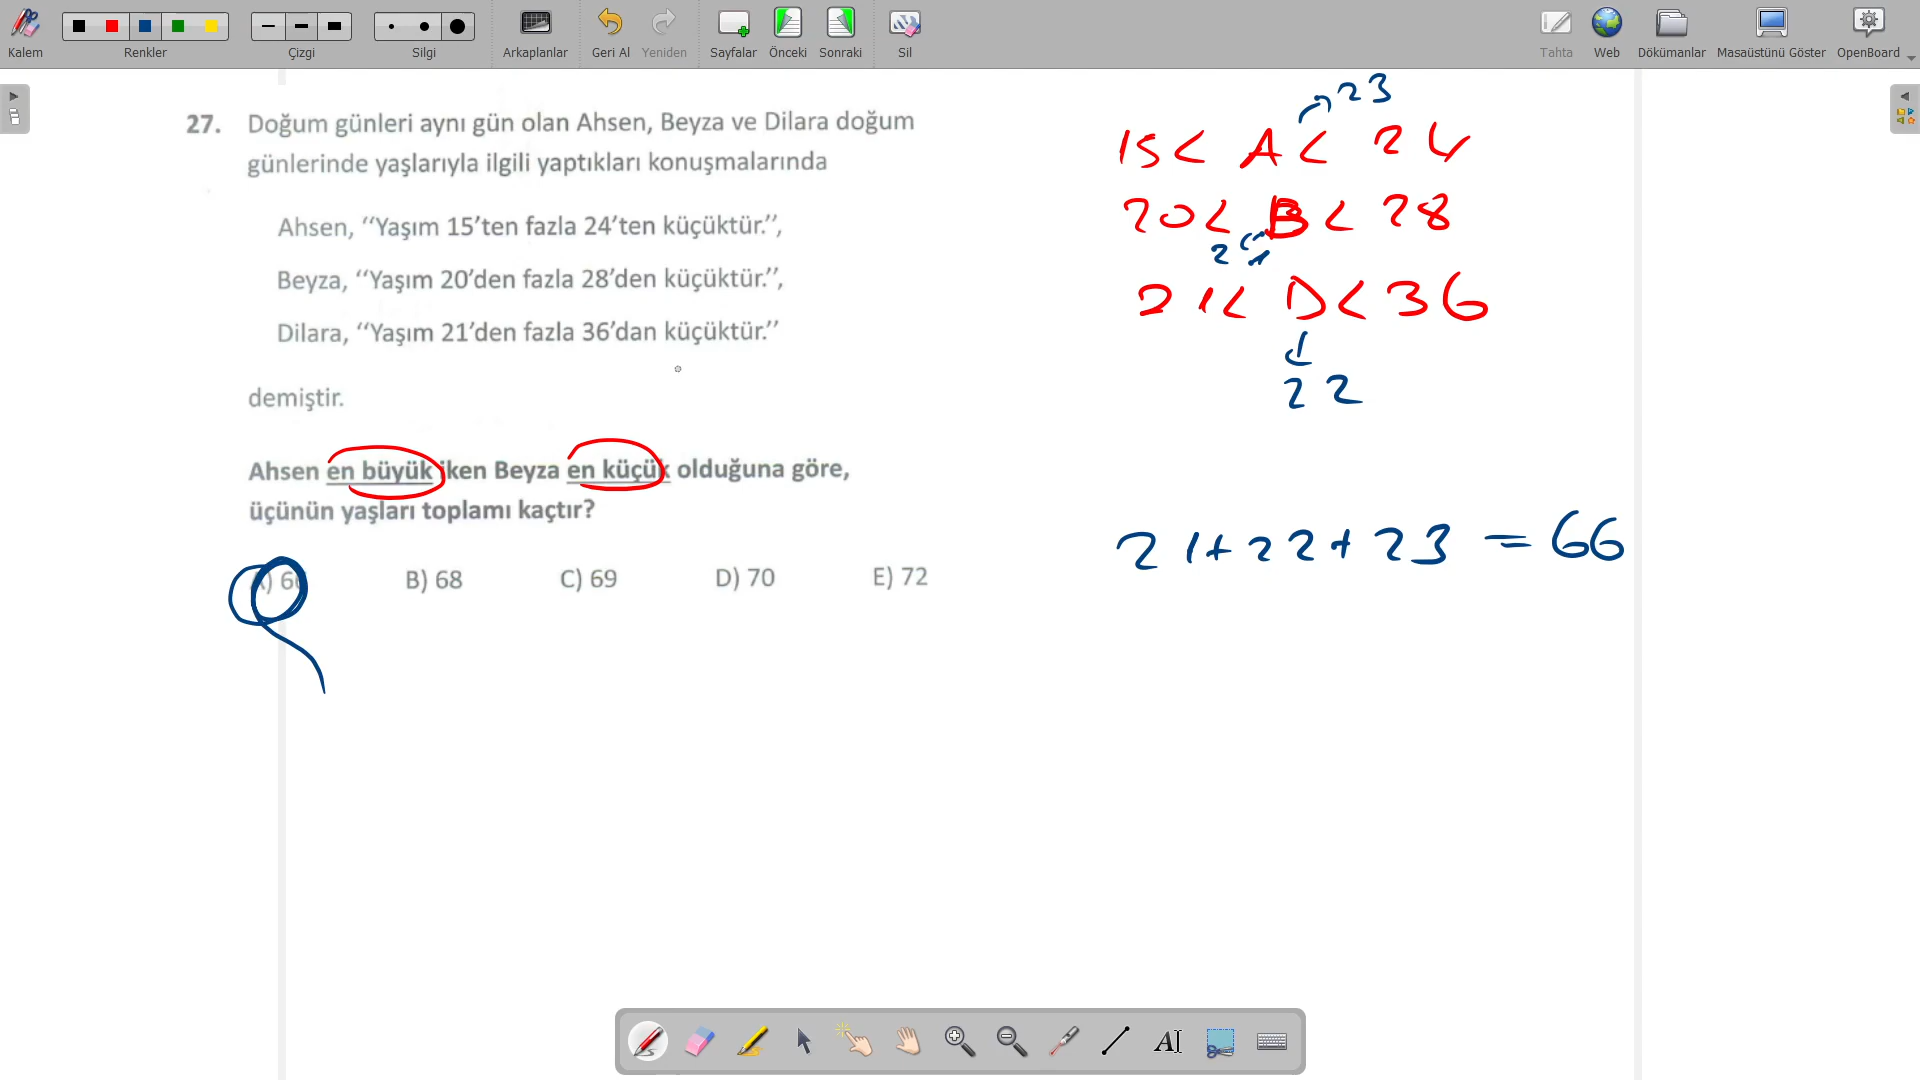 Kalem
Renkler
Çizgi
Silgi
Arkaplanlar
Geri Al
Yeniden
Sayfalar
Önceki
Sonraki
Sil
Tahta
Web
Dökümanlar
Masaüstünü Göster
OpenBoard
27. Doğum günleri aynı gün olan Ahsen, Beyza ve Dilara doğum
günlerinde yaşlarıyla ilgili yaptıkları konuşmalarında
Ahsen, ‘‘Yaşım 15’ten fazla 24’ten küçüktür.’’,
Beyza, ‘‘Yaşım 20’den fazla 28’den küçüktür.’’,
Dilara, ‘‘Yaşım 21’den fazla 36’dan küçüktür.’’
demiştir.
Ahsen en büyük iken Beyza en küçük olduğuna göre,
üçünün yaşları toplamı kaçtır?
A) 66 B) 68 C) 69 D) 70 E) 72
23
15 < A < 24
20 < B < 28
21
21 < D < 36
22
21+22+23 = 66